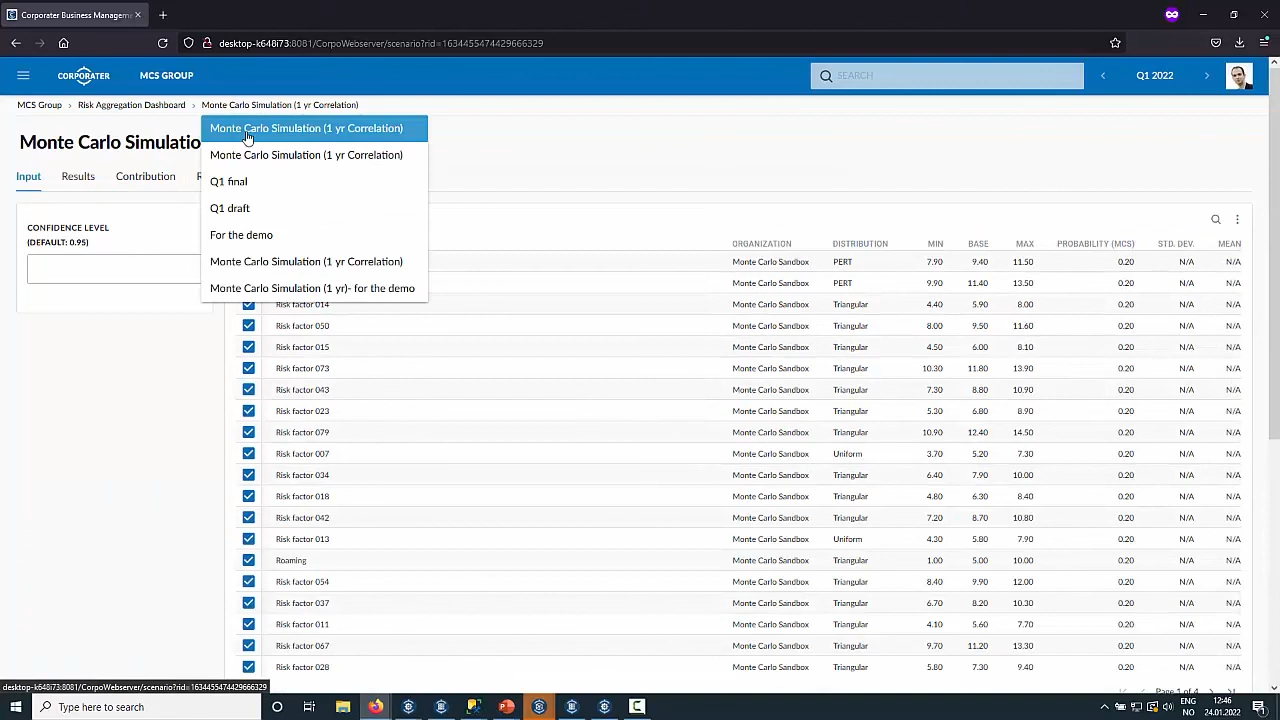 Corporater Business Managem
desktop-k648i73:8081/CorpoWebserver/scenario?rid=1634455474429666329
CORPORATER MCS GROUP SEARCH Q1 2022
MCS Group > Risk Aggregation Dashboard > Monte Carlo Simulation (1 yr Correlation)
Monte Carlo Simulatio
Monte Carlo Simulation (1 yr Correlation)
Monte Carlo Simulation (1 yr Correlation)
Q1 final
Q1 draft
For the demo
Monte Carlo Simulation (1 yr Correlation)
Monte Carlo Simulation (1 yr)- for the demo
Input Results Contribution R
CONFIDENCE LEVEL
(DEFAULT: 0.95)
ORGANIZATION DISTRIBUTION MIN BASE MAX PROBABILITY (MCS) STD. DEV. MEAN
Monte Carlo Sandbox PERT 7.90 9.40 11.50 0.20 N/A N/A
Monte Carlo Sandbox PERT 9.90 11.40 13.50 0.20 N/A N/A
Risk factor 014 Monte Carlo Sandbox Triangular 4.40 5.90 8.00 0.20 N/A N/A
Risk factor 050 Monte Carlo Sandbox Triangular 8.00 9.50 11.60 0.20 N/A N/A
Risk factor 015 Monte Carlo Sandbox Triangular 4.50 6.00 8.10 0.20 N/A N/A
Risk factor 073 Monte Carlo Sandbox Triangular 10.30 11.80 13.90 0.20 N/A N/A
Risk factor 043 Monte Carlo Sandbox Triangular 7.30 8.80 10.90 0.20 N/A N/A
Risk factor 023 Monte Carlo Sandbox Triangular 5.30 6.80 8.90 0.20 N/A N/A
Risk factor 079 Monte Carlo Sandbox Triangular 10.90 12.40 14.50 0.20 N/A N/A
Risk factor 007 Monte Carlo Sandbox Uniform 3.70 5.20 7.30 0.20 N/A N/A
Risk factor 034 Monte Carlo Sandbox Triangular 6.40 7.90 10.00 0.20 N/A N/A
Risk factor 018 Monte Carlo Sandbox Triangular 4.80 6.30 8.40 0.20 N/A N/A
Risk factor 042 Monte Carlo Sandbox Triangular 7.20 8.70 10.80 0.20 N/A N/A
Risk factor 013 Monte Carlo Sandbox Uniform 4.30 5.80 7.90 0.20 N/A N/A
Roaming Monte Carlo Sandbox Triangular 1.00 5.00 10.00 0.20 N/A N/A
Risk factor 054 Monte Carlo Sandbox Triangular 8.40 9.90 12.00 0.20 N/A N/A
Risk factor 037 Monte Carlo Sandbox Triangular 6.70 8.20 10.30 0.20 N/A N/A
Risk factor 011 Monte Carlo Sandbox Triangular 4.10 5.60 7.70 0.20 N/A N/A
Risk factor 067 Monte Carlo Sandbox Triangular 9.70 11.20 13.30 0.20 N/A N/A
Risk factor 028 Monte Carlo Sandbox Triangular 5.80 7.30 9.40 0.20 N/A N/A
desktop-k648i73:8081/CorpoWebserver/scenario?rid=1634455474429666329
Page 1 of 4
Type here to search
ENG 12:46
NO 24.01.2022